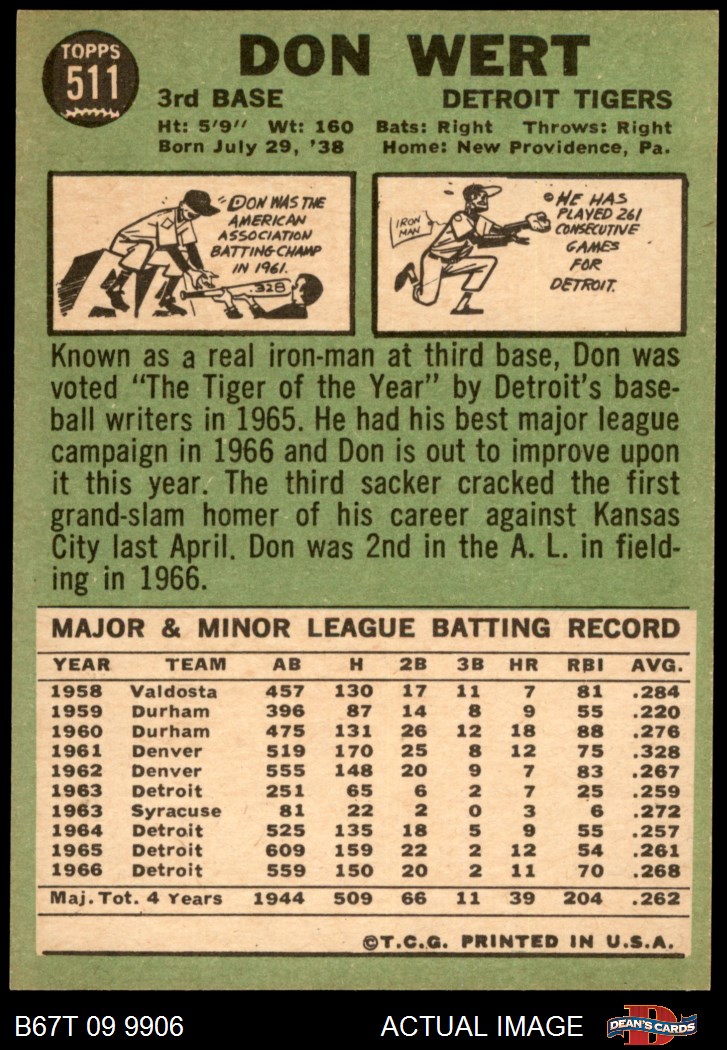 TOPPS
511
DON WERT
3rd BASE DETROIT TIGERS
Ht: 5'9" Wt: 160 Bats: Right Throws: Right
Born July 29, '38 Home: New Providence, Pa.
"DON WAS THE
AMERICAN
ASSOCIATION
BATTING CHAMP
IN 1961.
.328
IRON
MAN
HE HAS
PLAYED 261
CONSECUTIVE
GAMES
FOR
DETROIT.
Known as a real iron-man at third base, Don was
voted "The Tiger of the Year" by Detroit's base-
ball writers in 1965. He had his best major league
campaign in 1966 and Don is out to improve upon
it this year. The third sacker cracked the first
grand-slam homer of his career against Kansas
City last April. Don was 2nd in the A. L. in field-
ing in 1966.
MAJOR & MINOR LEAGUE BATTING RECORD
YEAR TEAM AB H 2B 3B HR RBI AVG.
1958 Valdosta 457 130 17 11 7 81 .284
1959 Durham 396 87 14 8 9 55 .220
1960 Durham 475 131 26 12 18 88 .276
1961 Denver 519 170 25 8 12 75 .328
1962 Denver 555 148 20 9 7 83 .267
1963 Detroit 251 65 6 2 7 25 .259
1963 Syracuse 81 22 2 0 3 6 .272
1964 Detroit 525 135 18 5 9 55 .257
1965 Detroit 609 159 22 2 12 54 .261
1966 Detroit 559 150 20 2 11 70 .268
Maj. Tot. 4 Years 1944 509 66 11 39 204 .262
©T.C.G. PRINTED IN U.S.A.
B67T 09 9906 ACTUAL IMAGE DEAN'S CARDS